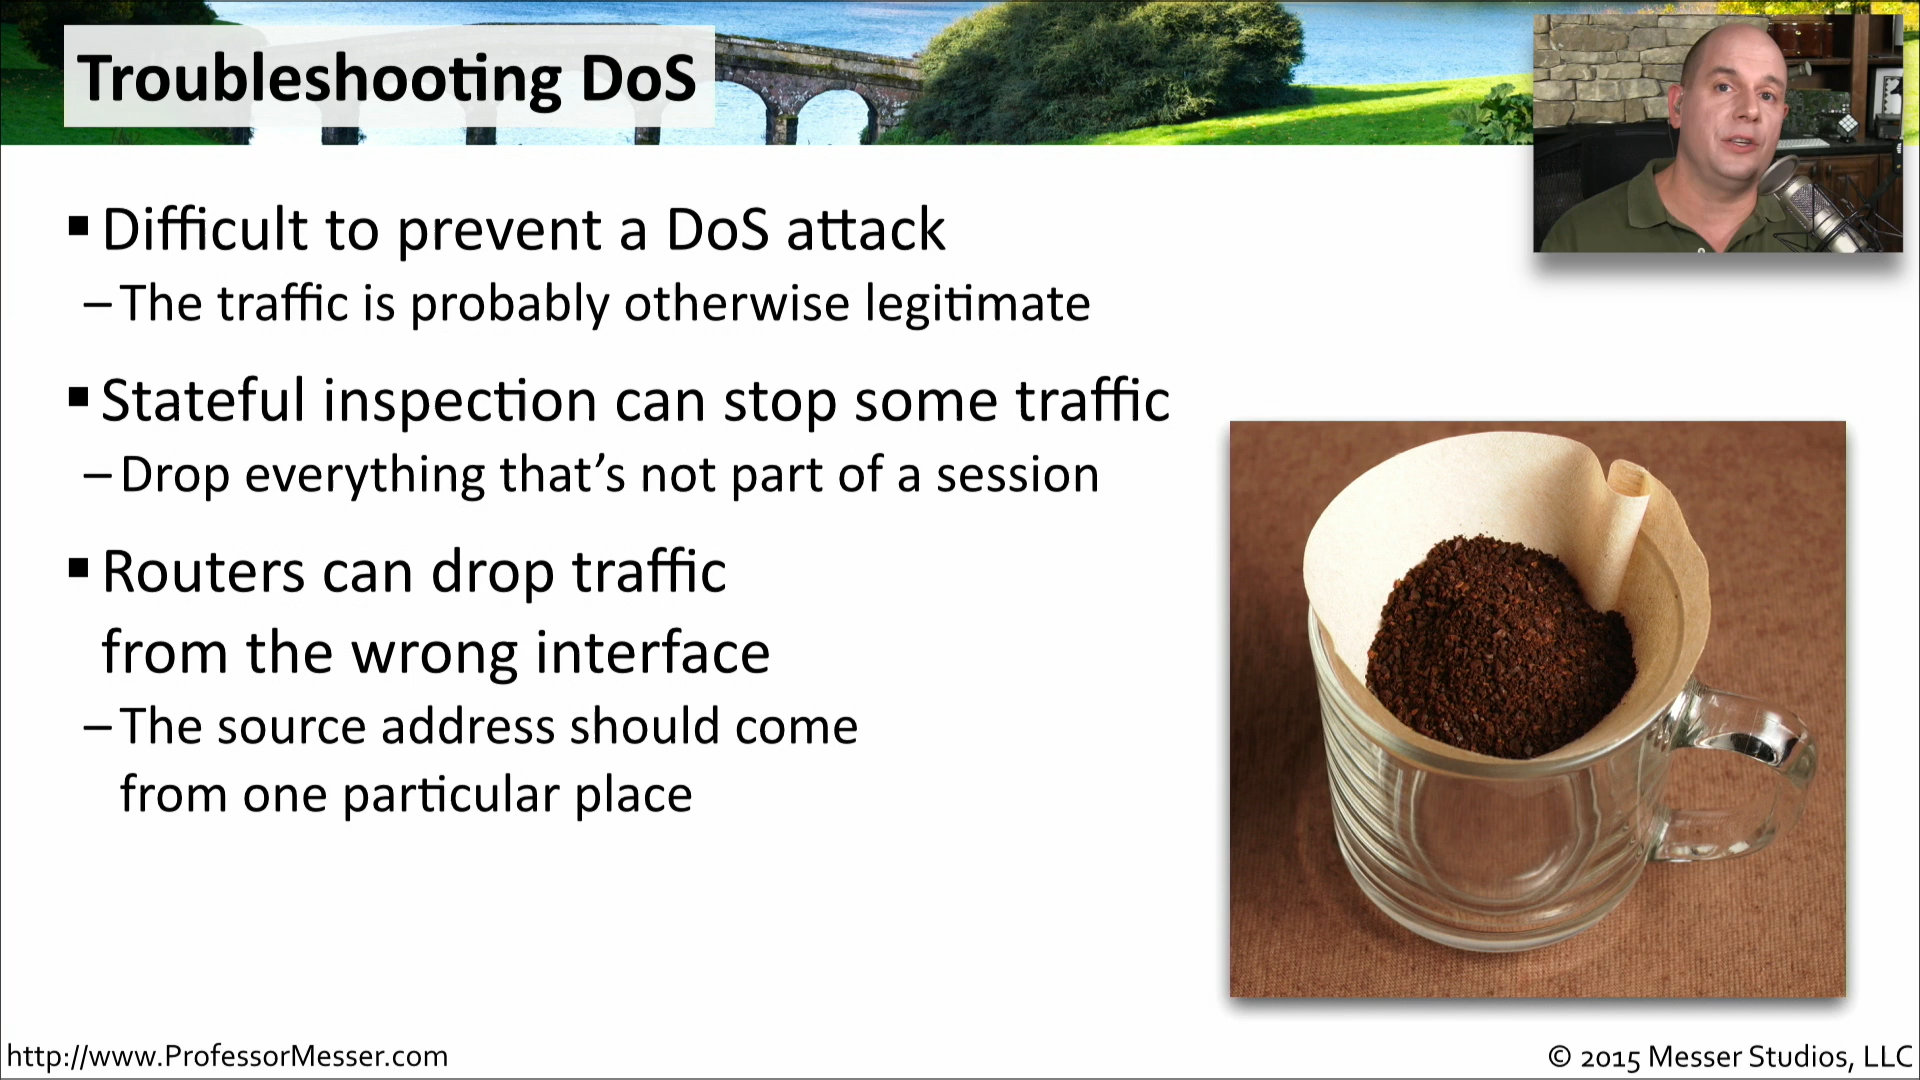 Troubleshooting DoS
▪ Difficult to prevent a DoS attack
– The traffic is probably otherwise legitimate
▪ Stateful inspection can stop some traffic
– Drop everything that’s not part of a session
▪ Routers can drop traffic
from the wrong interface
– The source address should come
from one particular place
http://www.ProfessorMesser.com
© 2015 Messer Studios, LLC